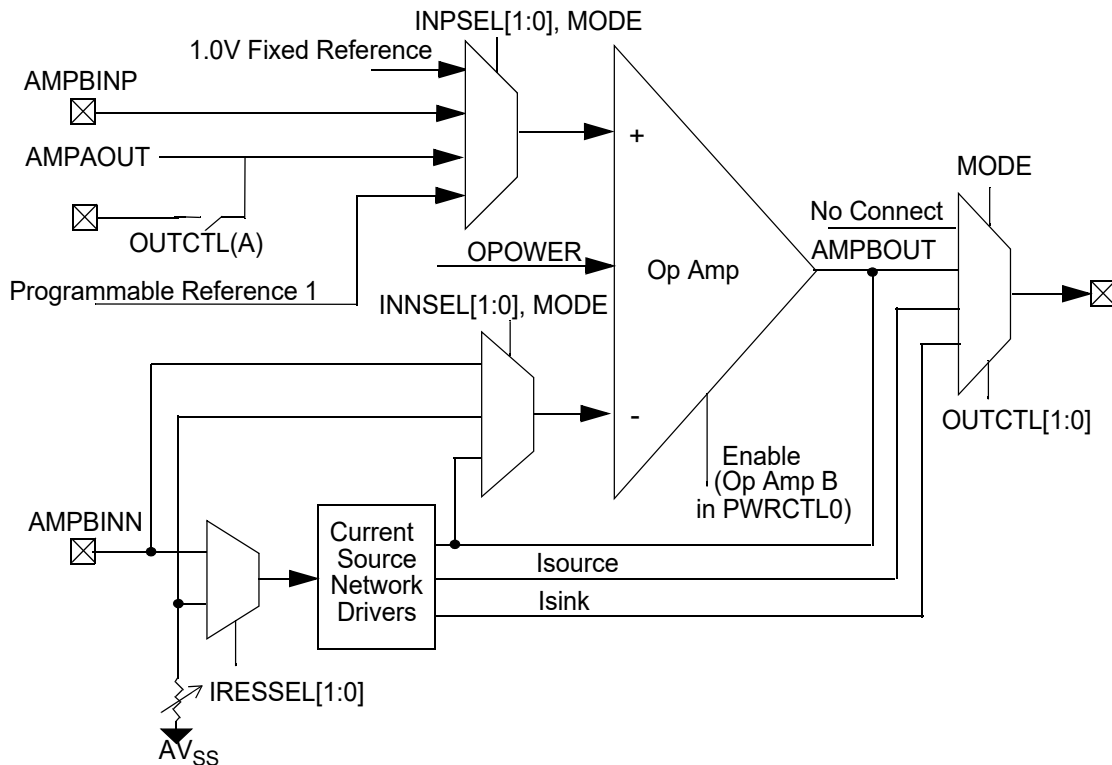 INPSEL[1:0], MODE
1.0V Fixed Reference
AMPBINP
+
AMPAOUT
MODE
No Connect
OUTCTL(A)
OPOWER
AMPBOUT
Op Amp
Programmable Reference 1
INNSEL[1:0], MODE
-
OUTCTL[1:0]
Enable
(Op Amp B
in PWRCTL0)
AMPBINN
Current
Source
Network
Drivers
Isource
Isink
IRESSEL[1:0]
AVSS